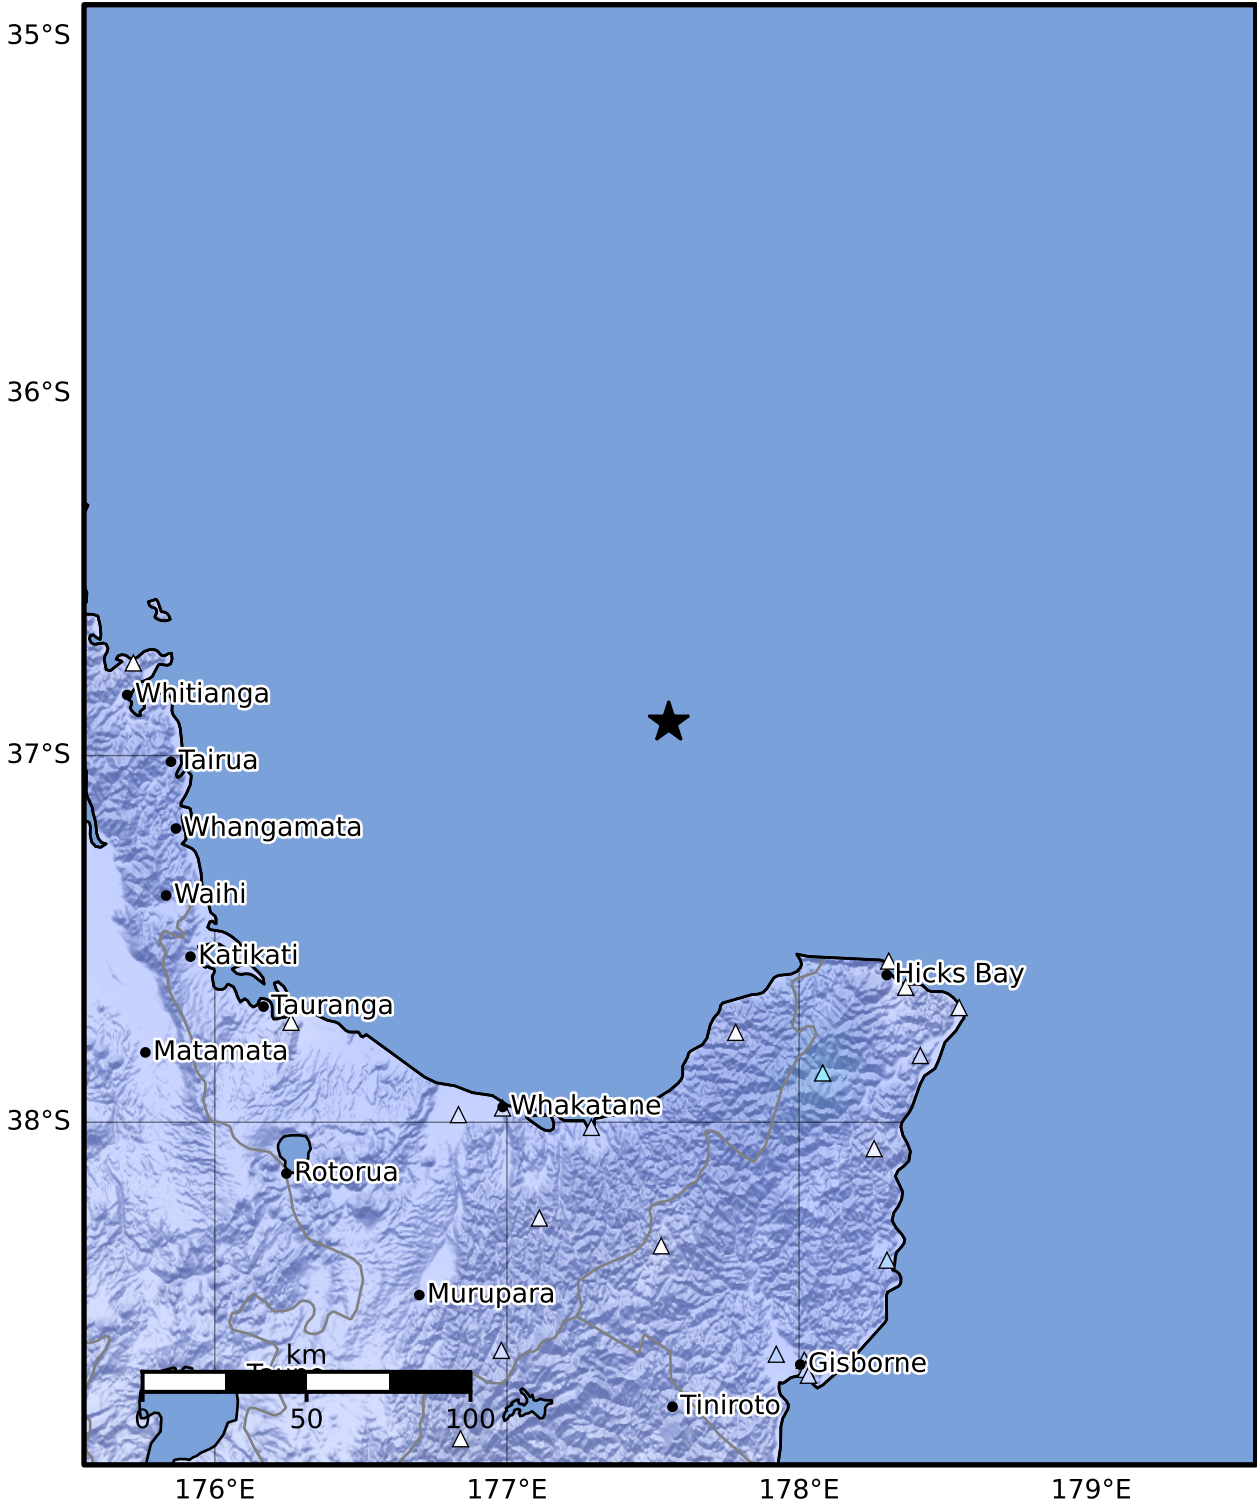 35°S
36°S
Whitianga
37°S
Tairua
Whangamata
Waihi
Katikati
Hicks Bay
Tauranga
Matamata
Whakatane
38°S
Rotorua
Murupara
km
Gisborne
Taupo
Tiniroto
0 50 100
176°E 177°E 178°E 179°E